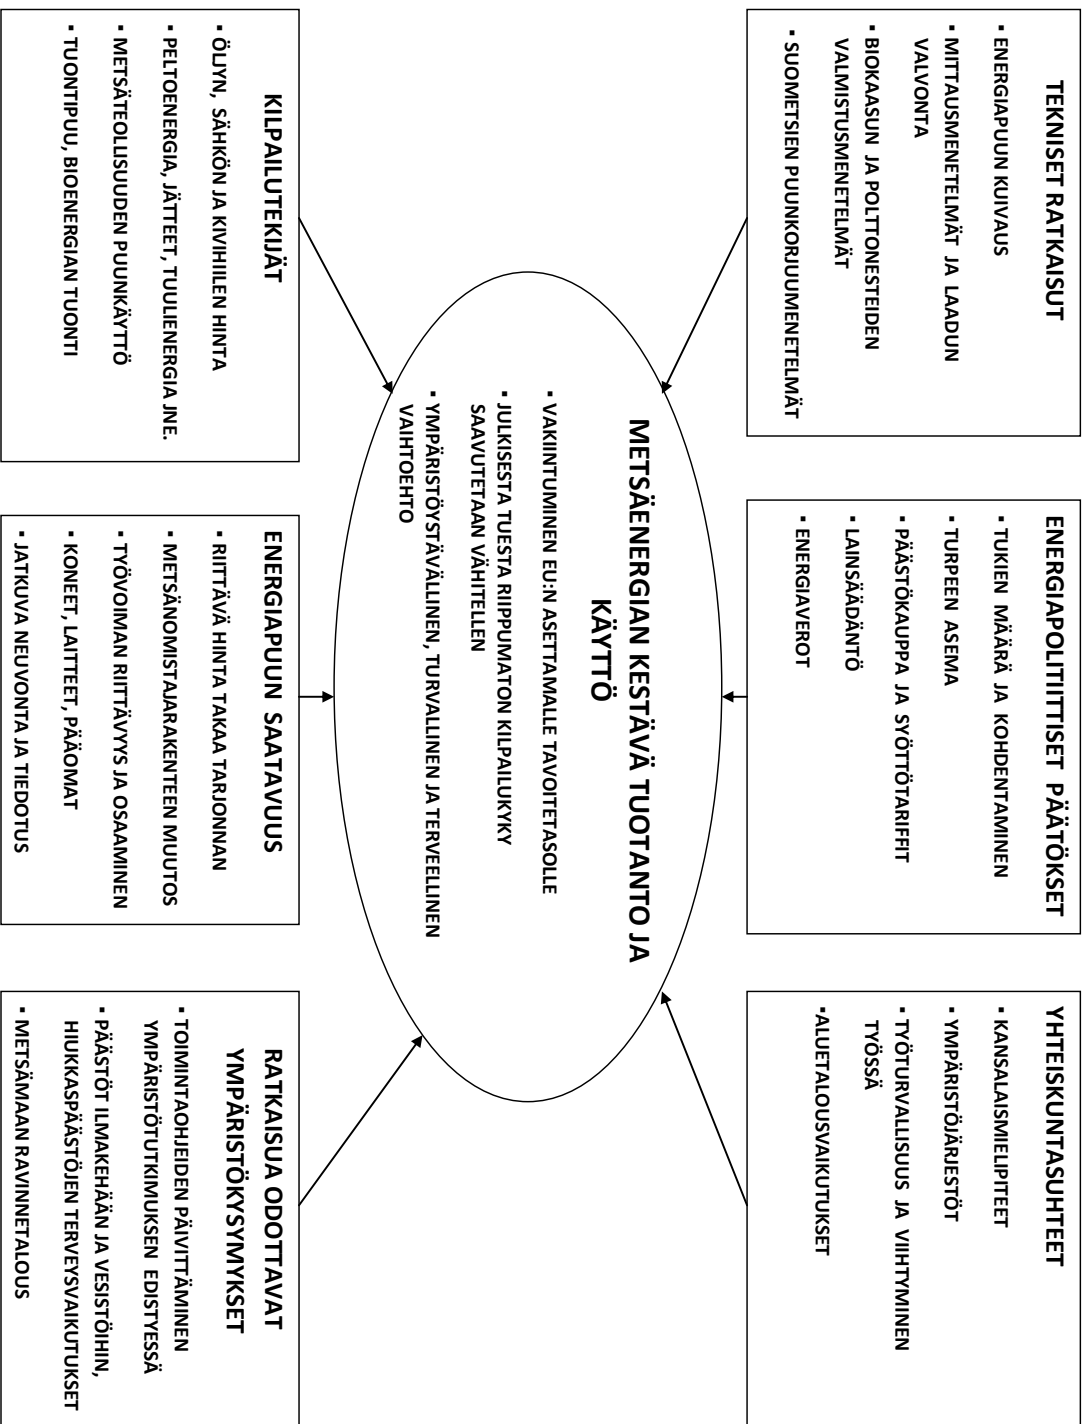 TEKNISET RATKAISUT
▪ ENERGIAPUUN KUIVAUS
▪ MITTAUSMENETELMÄT JA LAADUN
VALVONTA
▪ BIOKAASUN JA POLTTONESTEIDEN
VALMISTUSMENETELMÄT
▪ SUOMETSIEN PUUNKORJUUMENETELMÄT
ENERGIAPOLITIITTISET PÄÄTÖKSET
▪ TUKIEN MÄÄRÄ JA KOHDENTAMINEN
▪ TURPEEN ASEMA
▪ PÄÄSTÖKAUPPA JA SYÖTTÖTARIFFIT
▪ LAINSÄÄDÄNTÖ
▪ ENERGIAVEROT
YHTEISKUNTASUHTEET
▪ KANSALAISMIELIPITEET
▪ YMPÄRISTÖJÄRJESTÖT
▪ TYÖTURVALLISUUS JA VIIHTYMINEN
TYÖSSÄ
▪ALUETALOUSVAIKUTUKSET
METSÄENERGIAN KESTÄVÄ TUOTANTO JA
KÄYTTÖ
▪ VAKIINTUMINEN EU:N ASETTAMALLE TAVOITETASOLLE
▪ JULKISESTA TUESTA RIIPPUMATON KILPAILUKYKY
SAAVUTETAAN VÄHITELLEN
▪ YMPÄRISTÖYSTÄVÄLLINEN, TURVALLINEN JA TERVEELLINEN
VAIHTOEHTO
KILPAILUTEKIJÄT
▪ ÖLJYN, SÄHKÖN JA KIVIHIILEN HINTA
▪ PELTOENERGIA, JÄTTEET, TUULIENERGIA JNE.
▪ METSÄTEOLLISUUDEN PUUNKÄYTTÖ
▪ TUONTIPUU, BIOENERGIAN TUONTI
ENERGIAPUUN SAATAVUUS
▪ RIITTÄVÄ HINTA TAKAA TARJONNAN
▪ METSÄNOMISTAJARAKENTEEN MUUTOS
▪ TYÖVOIMAN RIITTÄVYYS JA OSAAMINEN
▪ KONEET, LAITTEET, PÄÄOMAT
▪ JATKUVA NEUVONTA JA TIEDOTUS
RATKAISUA ODOTTAVAT
YMPÄRISTÖKYSYMYKSET
▪ TOIMINTAOHJEIDEN PÄIVITTÄMINEN
YMPÄRISTÖTUTKIMUKSEN EDISTYESSÄ
▪ PÄÄSTÖT ILMAKEHÄÄN JA VESISTÖIHIN,
HIUKKASPÄÄSTÖJEN TERVEYSVAIKUTUKSET
▪ METSÄMAAN RAVINNETALOUS